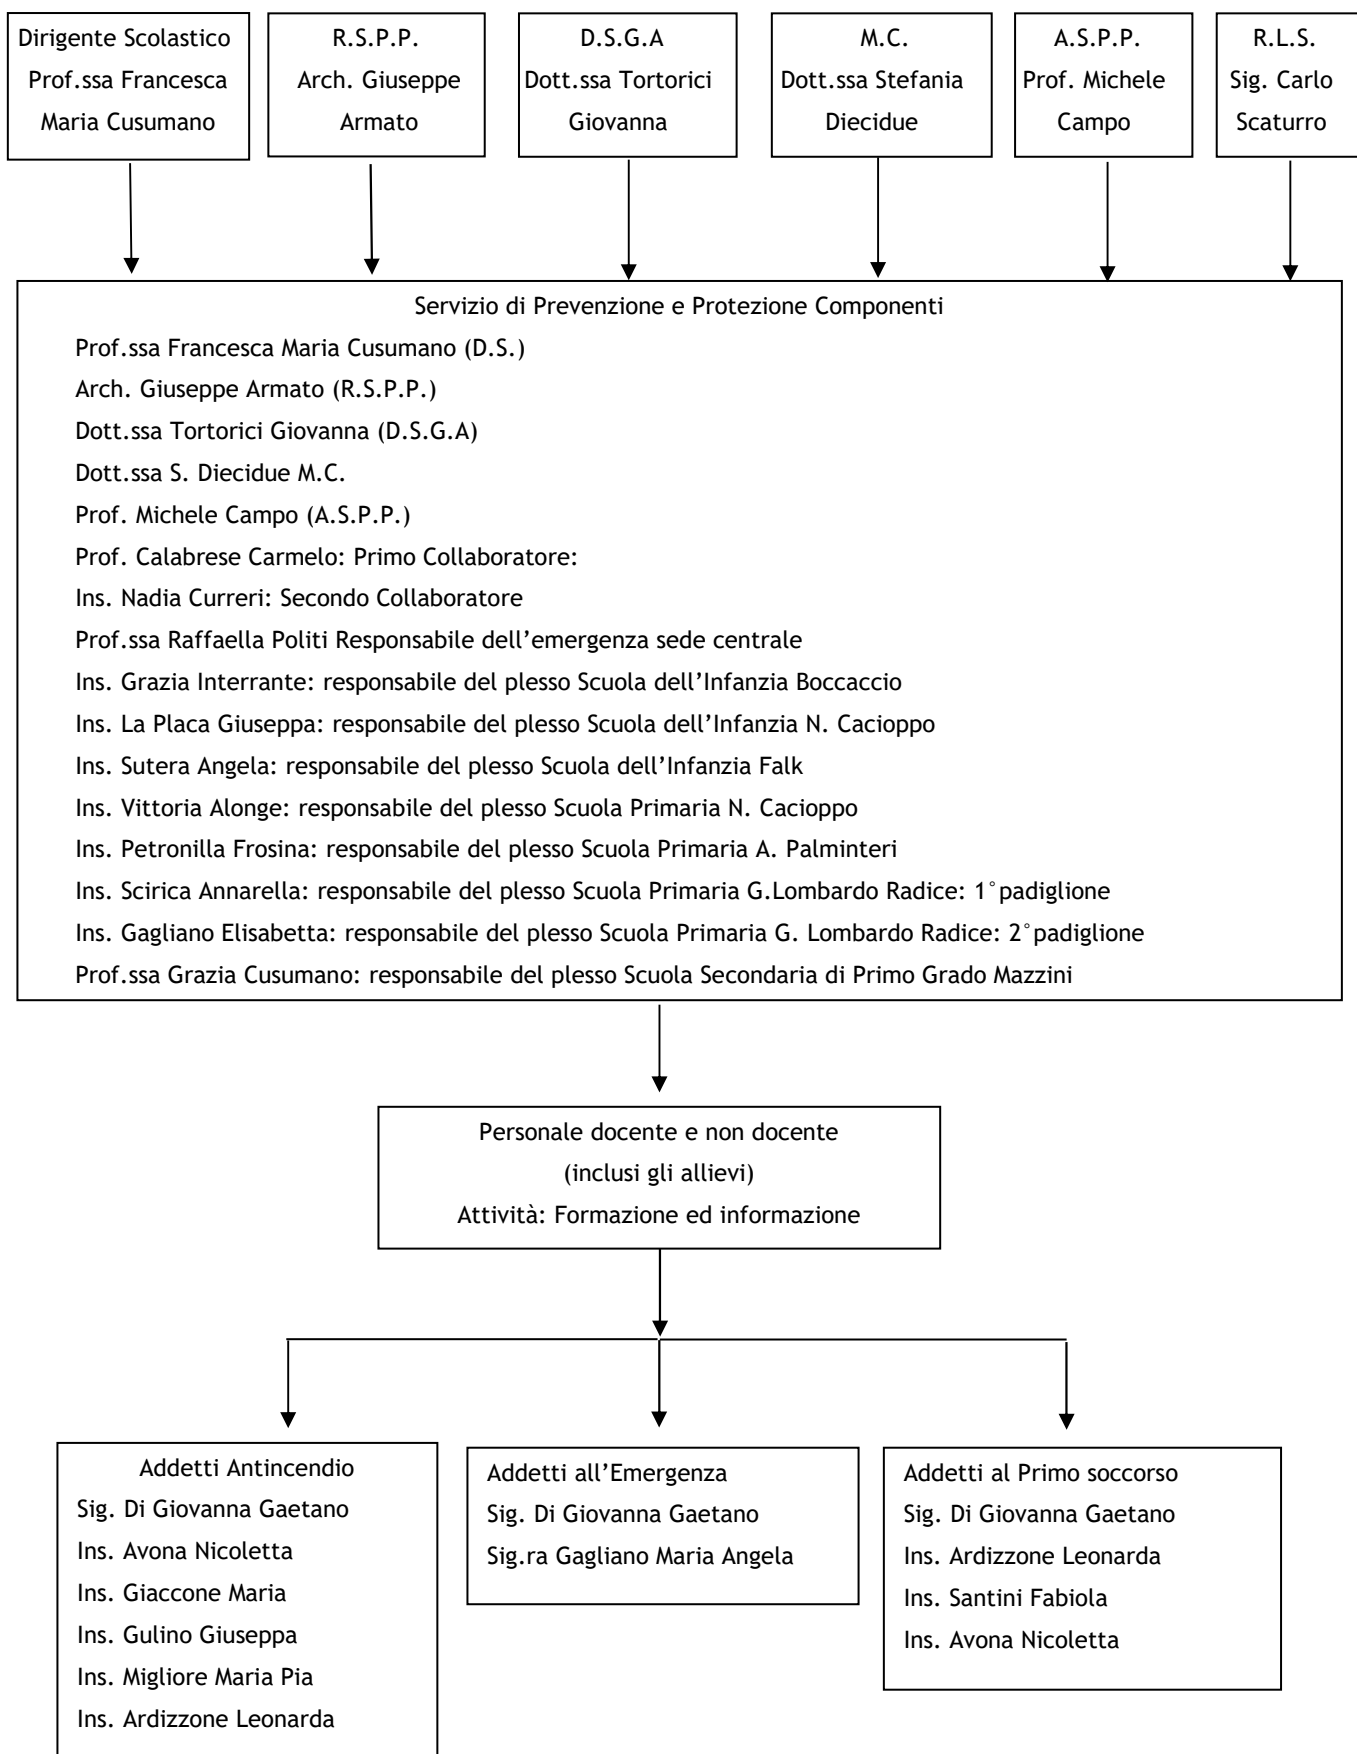 Dirigente Scolastico
Prof.ssa Francesca
Maria Cusumano
R.S.P.P.
Arch. Giuseppe
Armato
D.S.G.A
Dott.ssa Tortorici
Giovanna
M.C.
Dott.ssa Stefania
Diecidue
A.S.P.P.
Prof. Michele
Campo
R.L.S.
Sig. Carlo
Scaturro
Servizio di Prevenzione e Protezione Componenti
Prof.ssa Francesca Maria Cusumano (D.S.)
Arch. Giuseppe Armato (R.S.P.P.)
Dott.ssa Tortorici Giovanna (D.S.G.A)
Dott.ssa S. Diecidue M.C.
Prof. Michele Campo (A.S.P.P.)
Prof. Calabrese Carmelo: Primo Collaboratore:
Ins. Nadia Curreri: Secondo Collaboratore
Prof.ssa Raffaella Politi Responsabile dell’emergenza sede centrale
Ins. Grazia Interrante: responsabile del plesso Scuola dell’Infanzia Boccaccio
Ins. La Placa Giuseppa: responsabile del plesso Scuola dell’Infanzia N. Cacioppo
Ins. Sutera Angela: responsabile del plesso Scuola dell’Infanzia Falk
Ins. Vittoria Alonge: responsabile del plesso Scuola Primaria N. Cacioppo
Ins. Petronilla Frosina: responsabile del plesso Scuola Primaria A. Palminteri
Ins. Scirica Annarella: responsabile del plesso Scuola Primaria G.Lombardo Radice: 1°padiglione
Ins. Gagliano Elisabetta: responsabile del plesso Scuola Primaria G. Lombardo Radice: 2°padiglione
Prof.ssa Grazia Cusumano: responsabile del plesso Scuola Secondaria di Primo Grado Mazzini
Personale docente e non docente
(inclusi gli allievi)
Attività: Formazione ed informazione
Addetti Antincendio
Sig. Di Giovanna Gaetano
Ins. Avona Nicoletta
Ins. Giaccone Maria
Ins. Gulino Giuseppa
Ins. Migliore Maria Pia
Ins. Ardizzone Leonarda
Addetti all’Emergenza
Sig. Di Giovanna Gaetano
Sig.ra Gagliano Maria Angela
Addetti al Primo soccorso
Sig. Di Giovanna Gaetano
Ins. Ardizzone Leonarda
Ins. Santini Fabiola
Ins. Avona Nicoletta